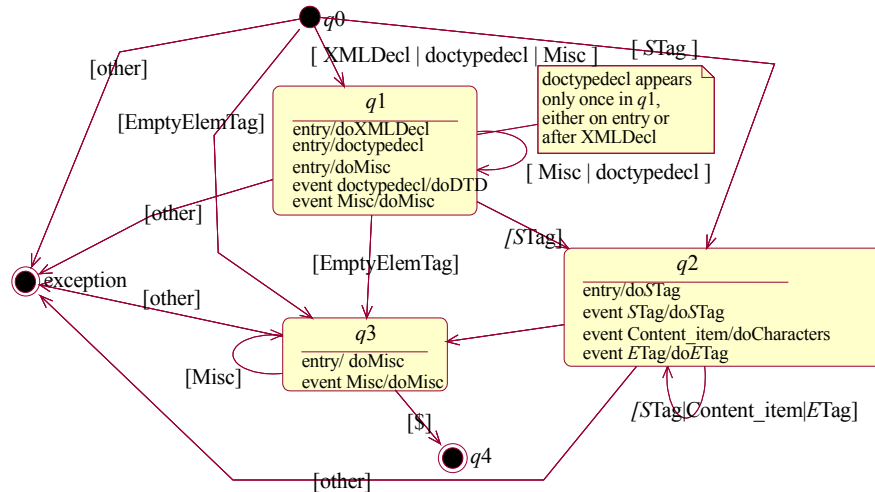 q0
[ XMLDecl | doctypedecl | Misc ]
[ STag ]
[other]
doctypedecl appears
only once in q1,
either on entry or
after XMLDecl
q1
[EmptyElemTag]
entry/doXMLDecl
entry/doctypedecl
entry/doMisc
event doctypedecl/doDTD
event Misc/doMisc
[ Misc | doctypedecl ]
[other]
[STag]
[EmptyElemTag]
q2
exception
entry/doSTag
event STag/doSTag
event Content_item/doCharacters
event ETag/doETag
[other]
q3
entry/ doMisc
event Misc/doMisc
[Misc]
[STag|Content_item|ETag]
[$]
q4
[other]